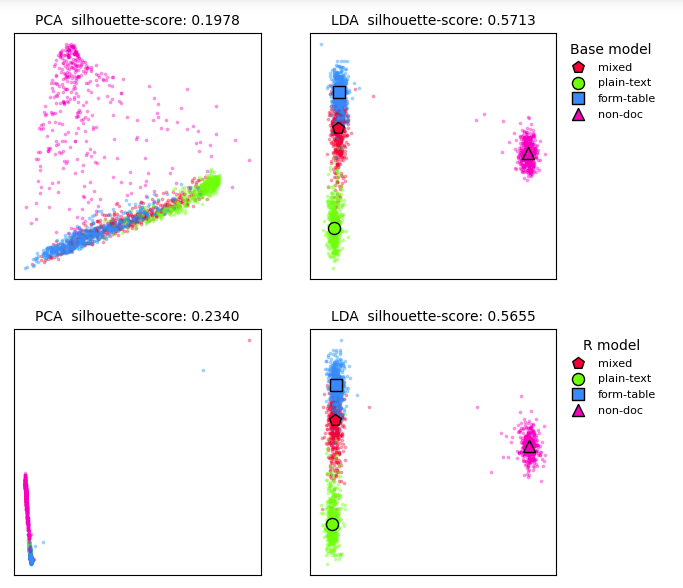 PCA  silhouette-score: 0.1978
LDA  silhouette-score: 0.5713
Base model
mixed
plain-text
form-table
non-doc
PCA  silhouette-score: 0.2340
LDA  silhouette-score: 0.5655
R model
mixed
plain-text
form-table
non-doc